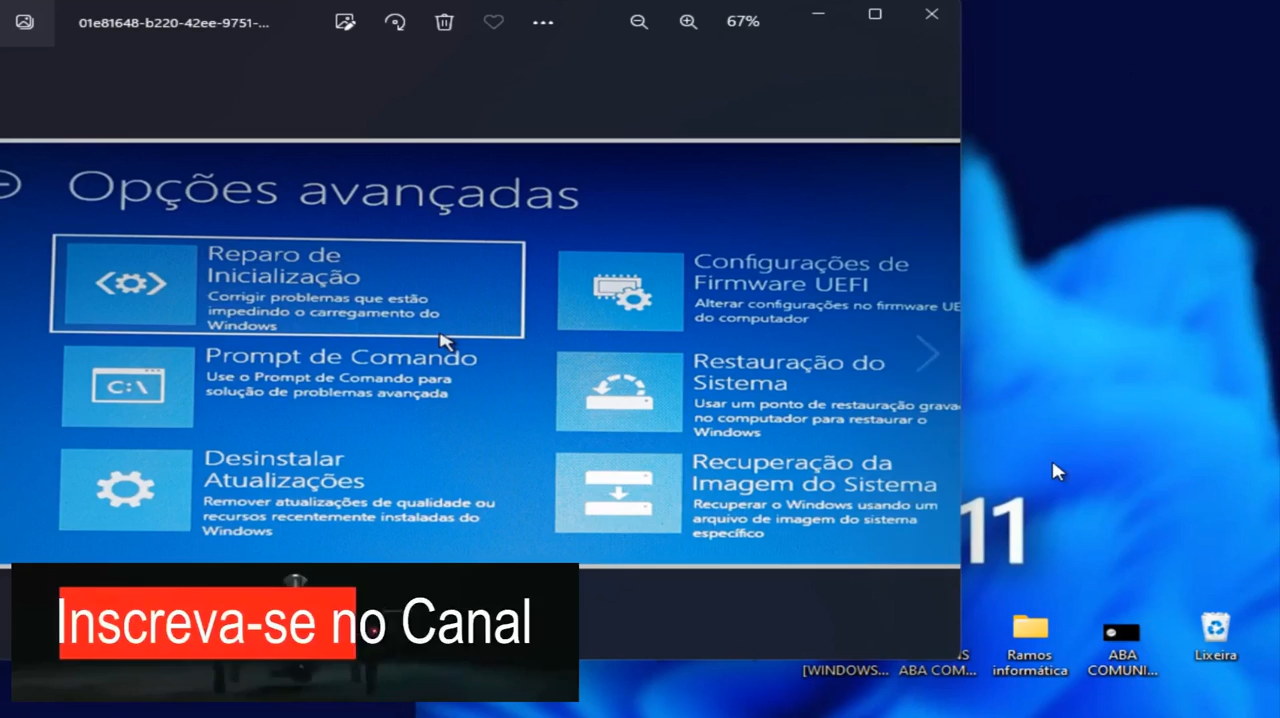 01e81648-b220-42ee-9751-...
67%
Opções avançadas
Reparo de
Inicialização
Corrigir problemas que estão
impedindo o carregamento do
Windows
Prompt de Comando
Use o Prompt de Comando para
solução de problemas avançada
Desinstalar
Atualizações
Remover atualizações de qualidade ou
recursos recentemente instaladas do
Windows
Configurações de
Firmware UEFI
Alterar configurações no firmware UE
do computador
Restauração do
Sistema
Usar um ponto de restauração grava
no computador para restaurar o
Windows
Recuperação da
Imagem do Sistema
Recuperar o Windows usando um
arquivo de imagem do sistema
específico
C:\
11
Inscreva-se no Canal
[WINDOWS...
ABA COM...
Ramos
informática
ABA
COMUNI...
Lixeira